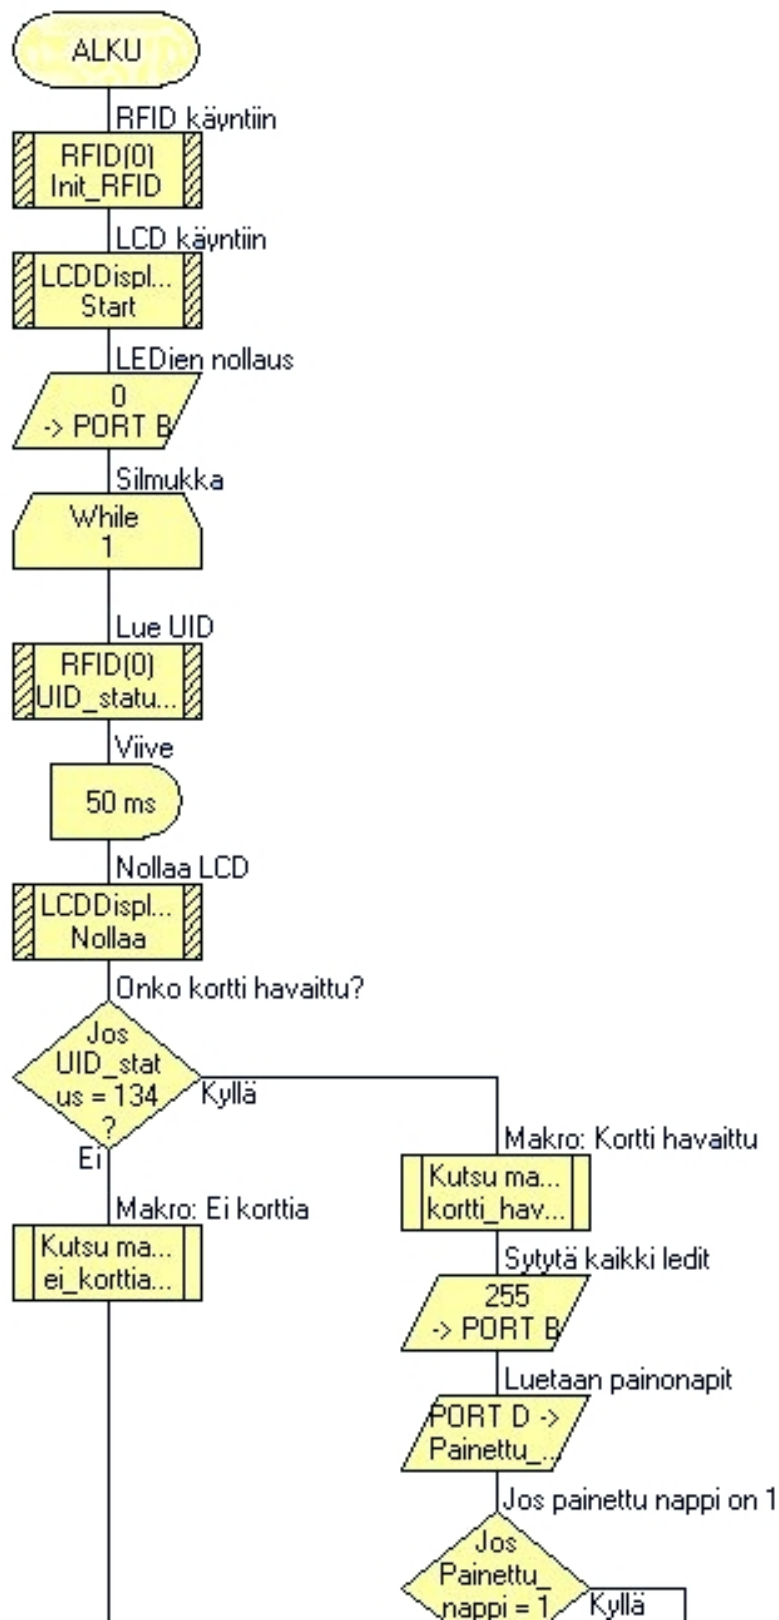 ALKU
RFID käyntiin
RFID(0)
Init_RFID
LCD käyntiin
LCDDispl...
Start
LEDien nollaus
0
-> PORT B
Silmukka
While
1
Lue UID
RFID(0)
UID_statu...
Viive
50 ms
Nollaa LCD
LCDDispl...
Nollaa
Onko kortti havaittu?
Jos
UID_stat
us = 134
?
Kyllä
Ei
Makro: Ei korttia
Kutsu ma...
ei_korttia...
Makro: Kortti havaittu
Kutsu ma...
kortti_hav...
Sytytä kaikki ledit
255
-> PORT B
Luetaan painonapit
PORT D ->
Painettu_...
Jos painettu nappi on 1
Jos
Painettu_
nappi = 1
Kyllä